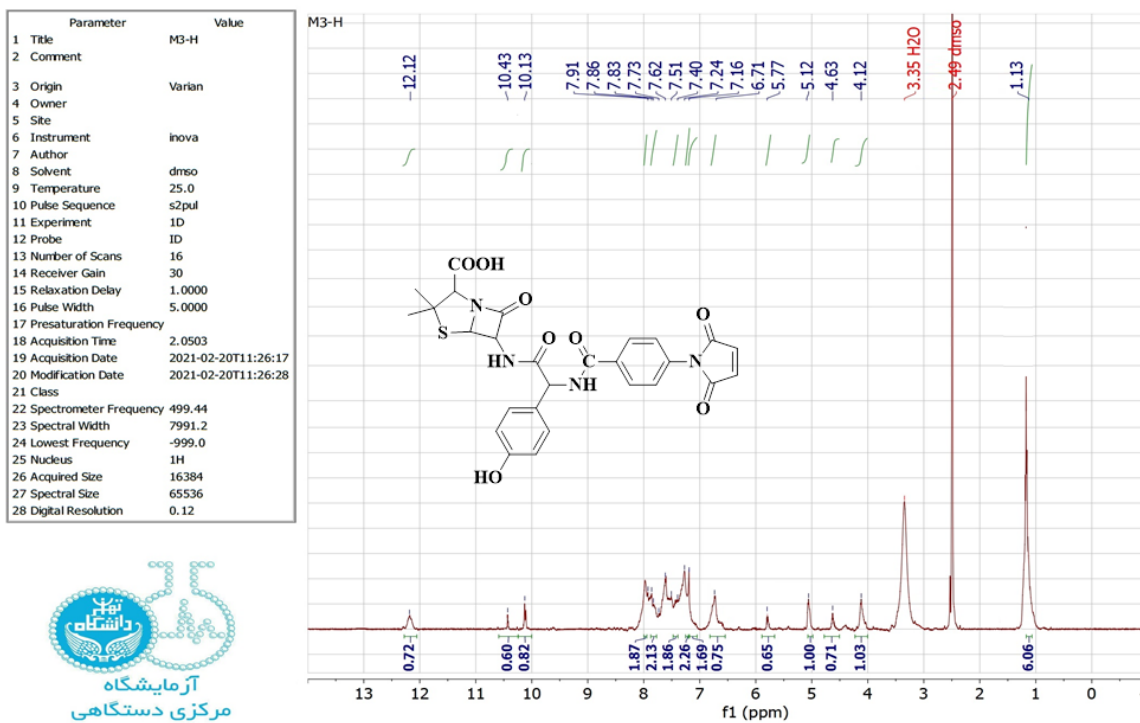 Parameter Value
1 Title M3-H
2 Comment
3 Origin Varian
4 Owner
5 Site
6 Instrument inova
7 Author
8 Solvent dmso
9 Temperature 25.0
10 Pulse Sequence s2pul
11 Experiment 1D
12 Probe ID
13 Number of Scans 16
14 Receiver Gain 30
15 Relaxation Delay 1.0000
16 Pulse Width 5.0000
17 Presaturation Frequency
18 Acquisition Time 2.0503
19 Acquisition Date 2021-02-20T11:26:17
20 Modification Date 2021-02-20T11:26:28
21 Class
22 Spectrometer Frequency 499.44
23 Spectral Width 7991.2
24 Lowest Frequency -999.0
25 Nucleus 1H
26 Acquired Size 16384
27 Spectral Size 65536
28 Digital Resolution 0.12
دانشگاه
تهران
آزمایشگاه
مرکزی دستگاهی
M3-H
12.12 10.43 10.13 7.91 7.86 7.83 7.73 7.62 7.51 7.40 7.24 7.16 6.71 5.77 5.12 4.63 4.12 3.35 H2O 2.49 dmso 1.13
COOH
N O
S
HN O O C NH N O O
HO
0.72 0.60 0.82 1.87 2.13 1.86 2.26 1.69 0.75 0.65 1.00 0.71 1.03 6.06
13 12 11 10 9 8 7 6 5 4 3 2 1 0
f1 (ppm)